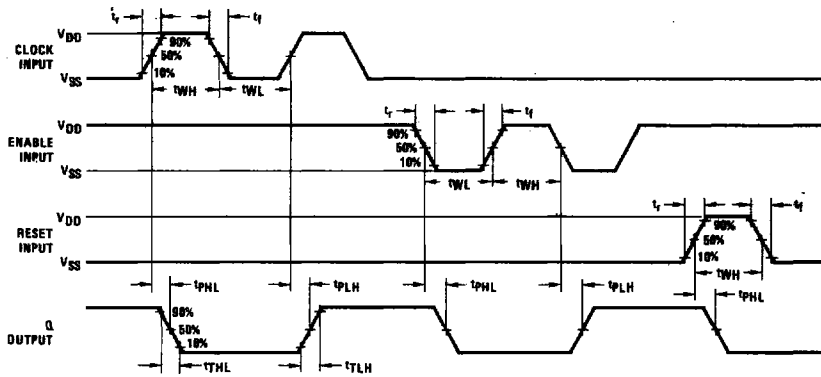 tr tf
VDD
CLOCK INPUT
90%
50%
10%
VSS
tWH tWL
VDD
ENABLE INPUT
tr tf
90%
50%
10%
VSS
tWL tWH
VDD
RESET INPUT
tr tf
90%
50%
10%
VSS
tWH
tPHL tPLH tPHL tPLH tPHL
Q OUTPUT
90%
50%
10%
tTHL tTLH